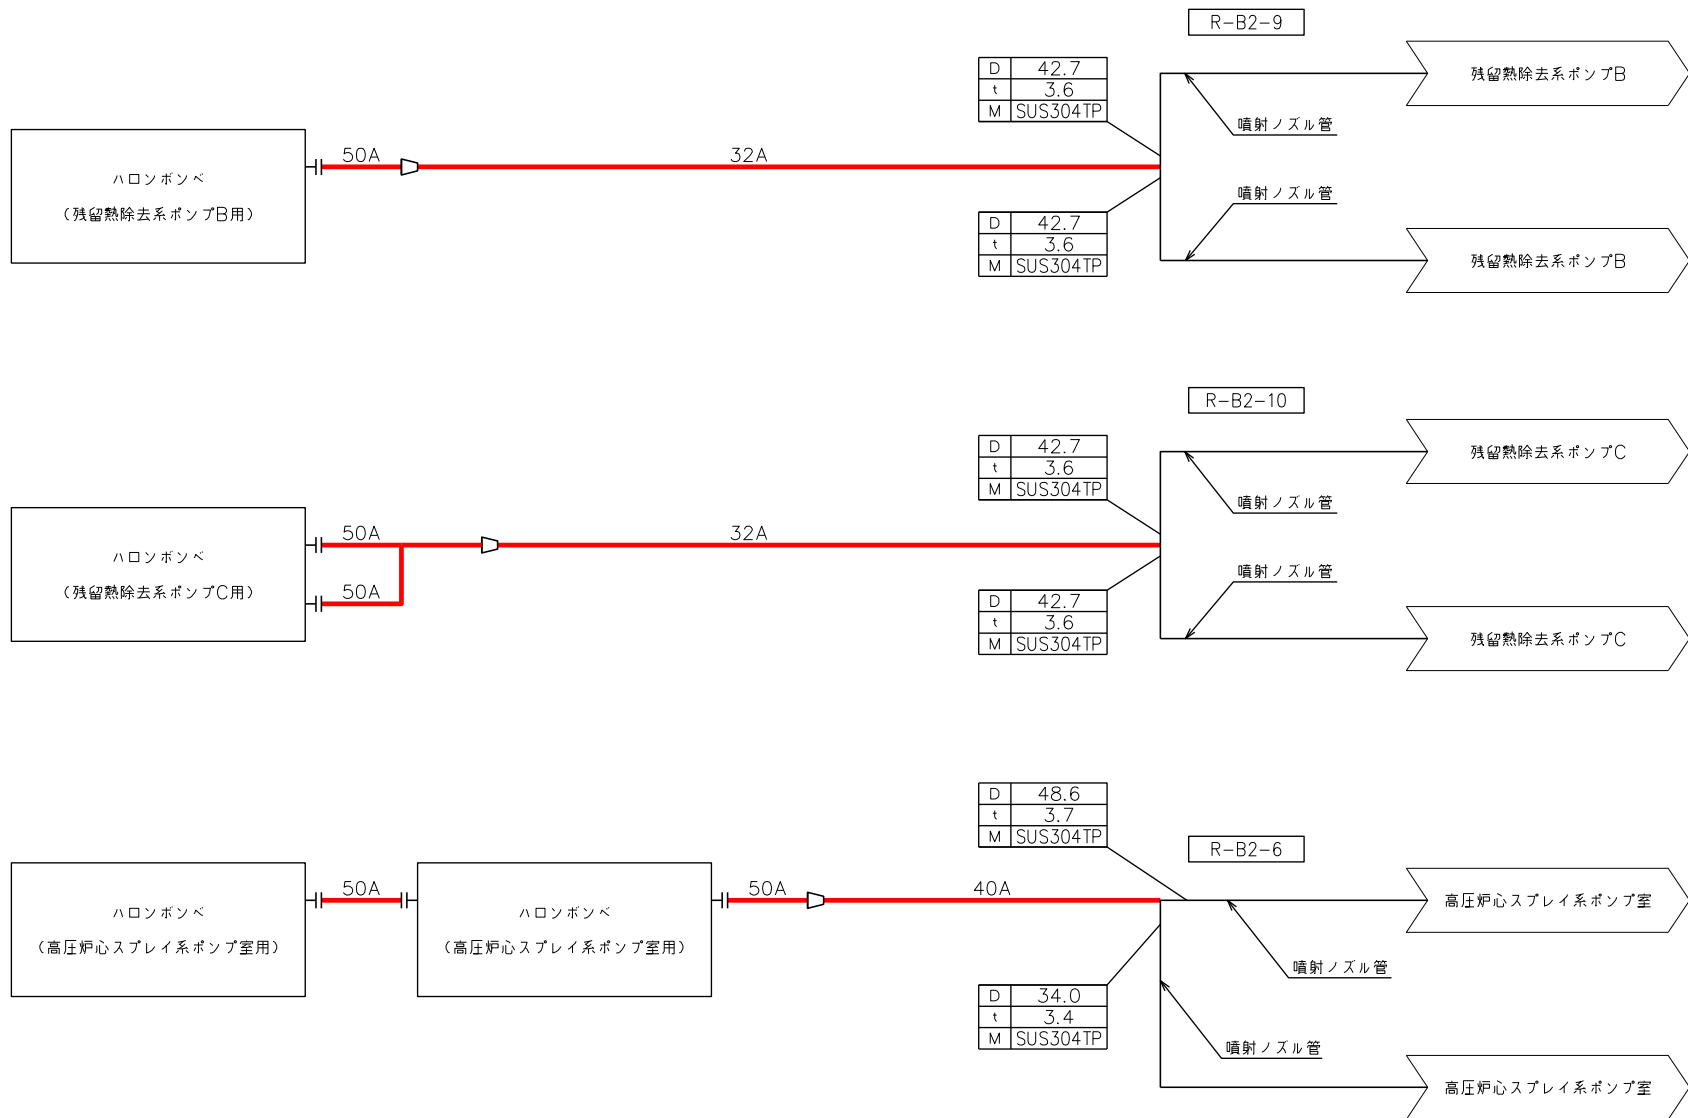 R-B2-9
D 42.7
t 3.6
M SUS304TP
残留熱除去系ポンプB
噴射ノズル管
50A
32A
ハロンボンベ
(残留熱除去系ポンプB用)
噴射ノズル管
D 42.7
t 3.6
M SUS304TP
残留熱除去系ポンプB
R-B2-10
D 42.7
t 3.6
M SUS304TP
残留熱除去系ポンプC
噴射ノズル管
50A
32A
ハロンボンベ
(残留熱除去系ポンプC用)
50A
噴射ノズル管
D 42.7
t 3.6
M SUS304TP
残留熱除去系ポンプC
D 48.6
t 3.7
M SUS304TP
R-B2-6
50A
50A
40A
高圧炉心スプレイ系ポンプ室
ハロンボンベ
(高圧炉心スプレイ系ポンプ室用)
ハロンボンベ
(高圧炉心スプレイ系ポンプ室用)
噴射ノズル管
D 34.0
t 3.4
M SUS304TP
噴射ノズル管
高圧炉心スプレイ系ポンプ室